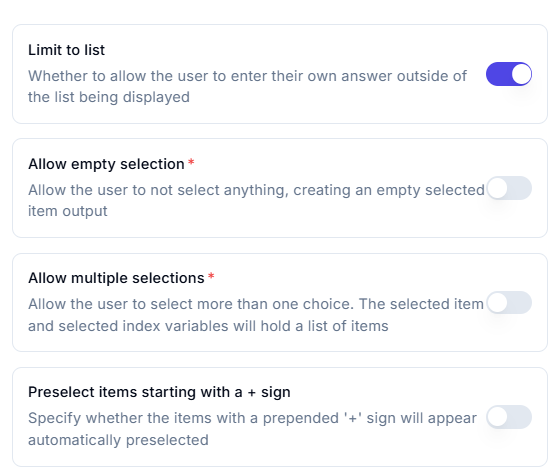 Limit to list
Whether to allow the user to enter their own answer outside of
the list being displayed
Allow empty selection *
Allow the user to not select anything, creating an empty selected
item output
Allow multiple selections *
Allow the user to select more than one choice. The selected item
and selected index variables will hold a list of items
Preselect items starting with a + sign
Specify whether the items with a prepended '+' sign will appear
automatically preselected